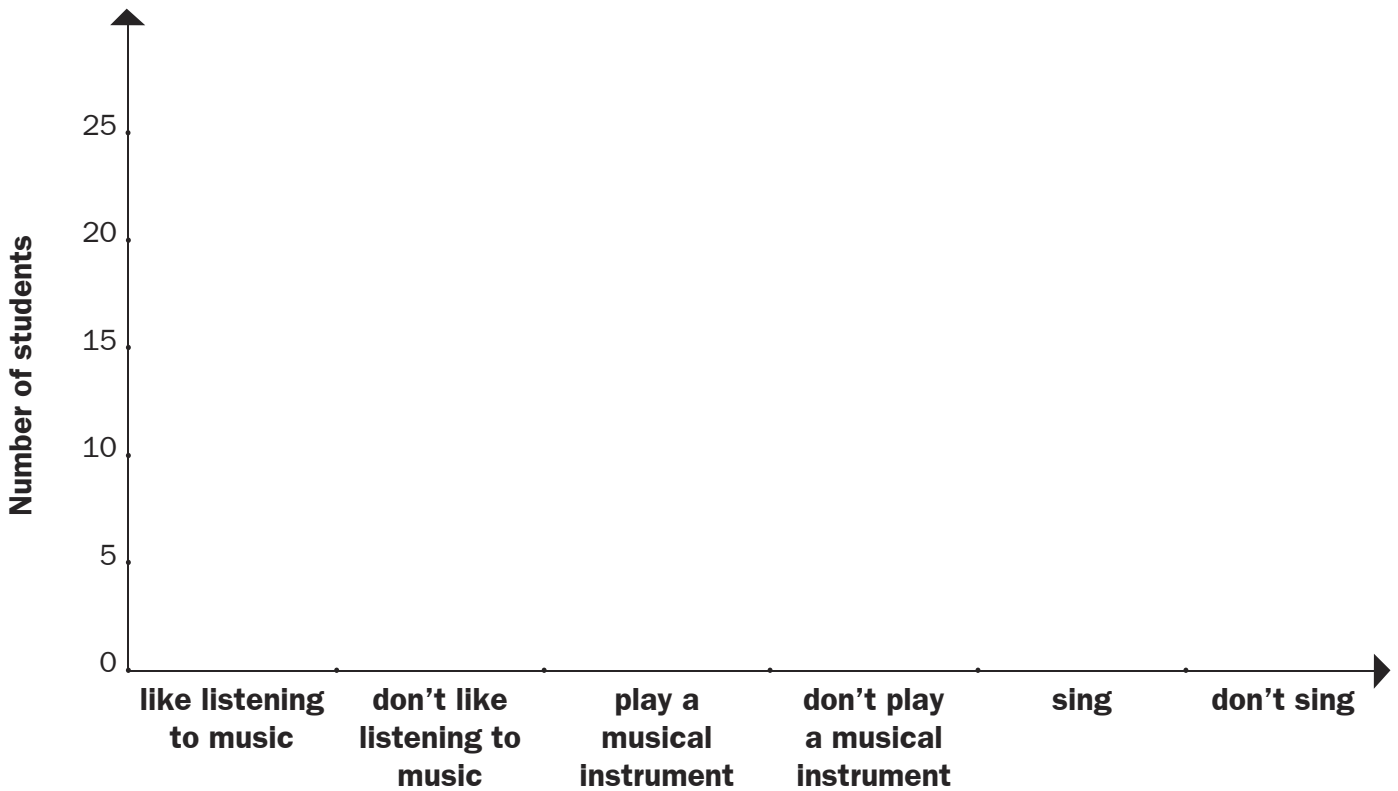 Number of students
25
20
15
10
5
0
like listening
to music
don’t like
listening to
music
play a
musical
instrument
don’t play
a musical
instrument
sing
don’t sing